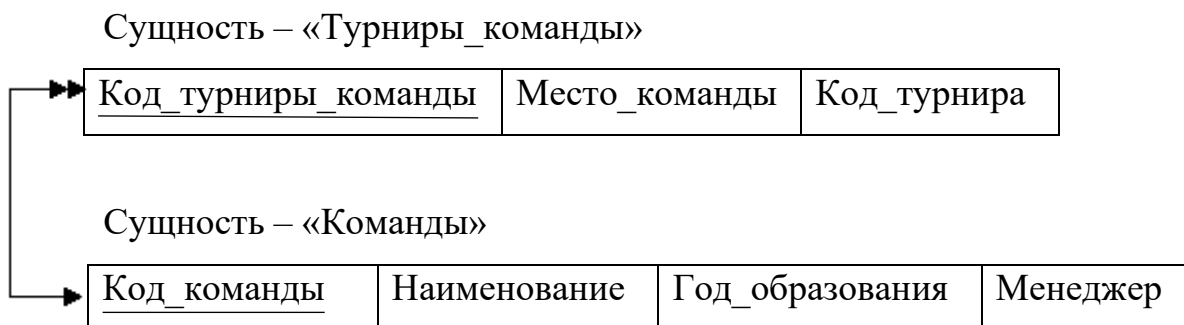 Сущность – «Турниры_команды»
Код_турниры_команды Место_команды Код_турнира
Сущность – «Команды»
Код_команды Наименование Год_образования Менеджер